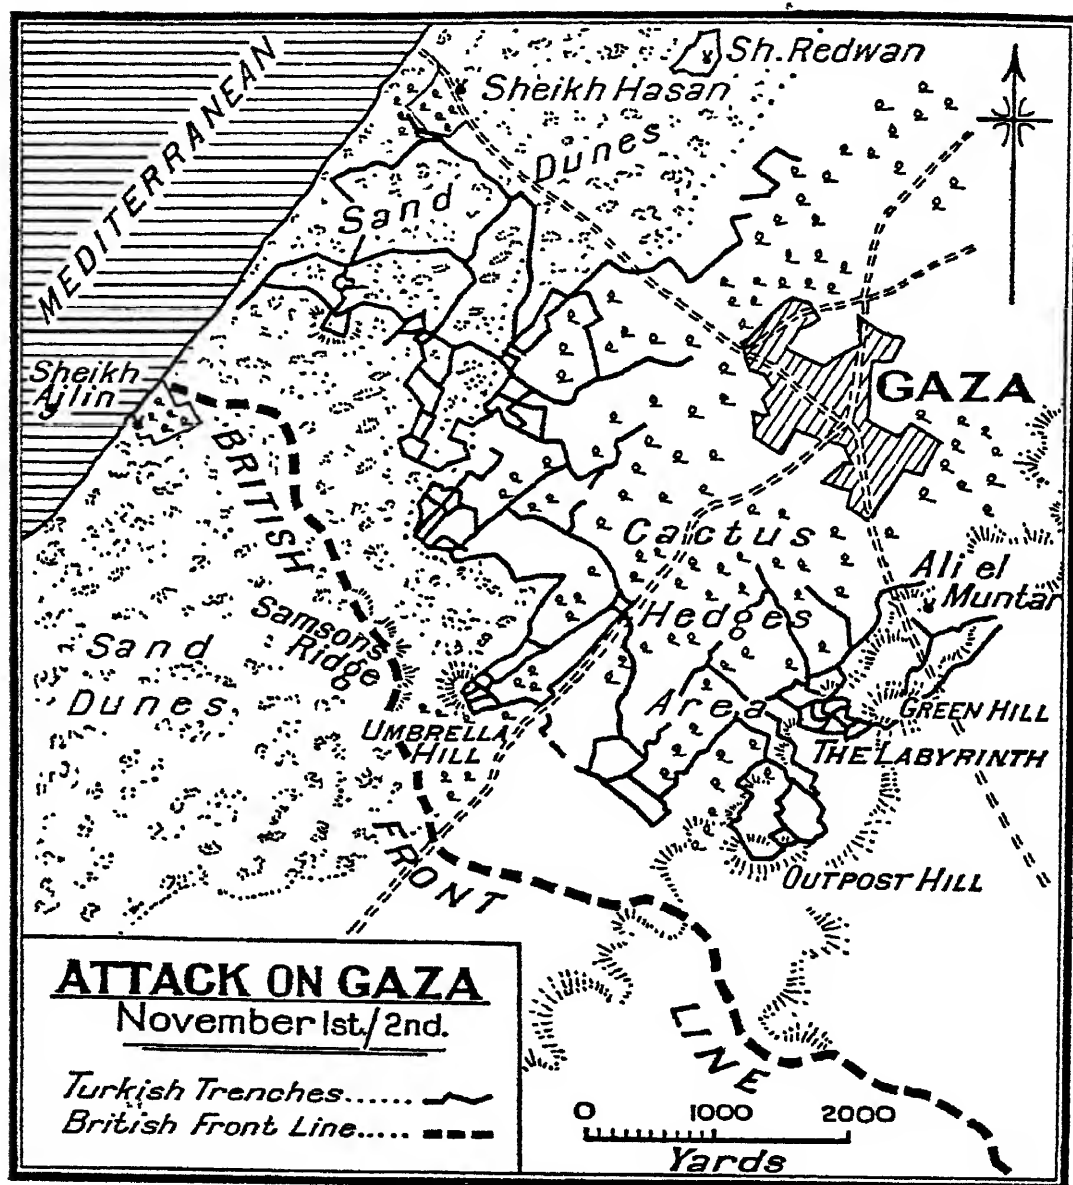 Sh. Redwan
Sheikh Hasan
MEDITERRANEAN
Sand Dunes
Sheikh
Ajlin
GAZA
BRITISH FRONT LINE
Cactus
Hedges
Area
Ali el
Muntar
Samsons
Ridge
Sand
Dunes
UMBRELLA
HILL
GREEN HILL
THE LABYRINTH
OUTPOST HILL
ATTACK ON GAZA
November 1st./2nd.
Turkish Trenches......
British Front Line.....
0 1000 2000
Yards